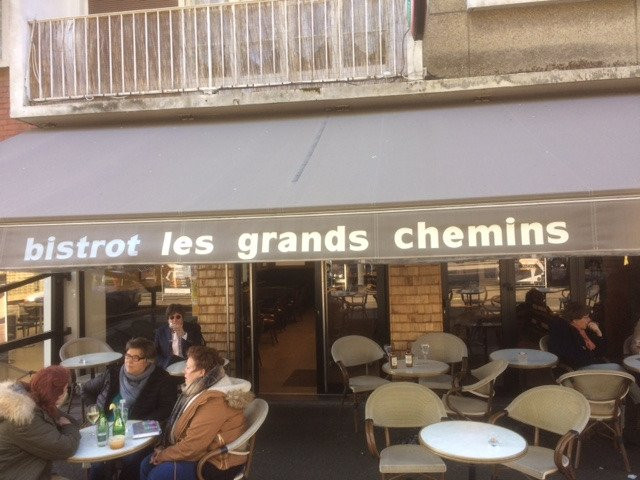 bistrot les grands chemins